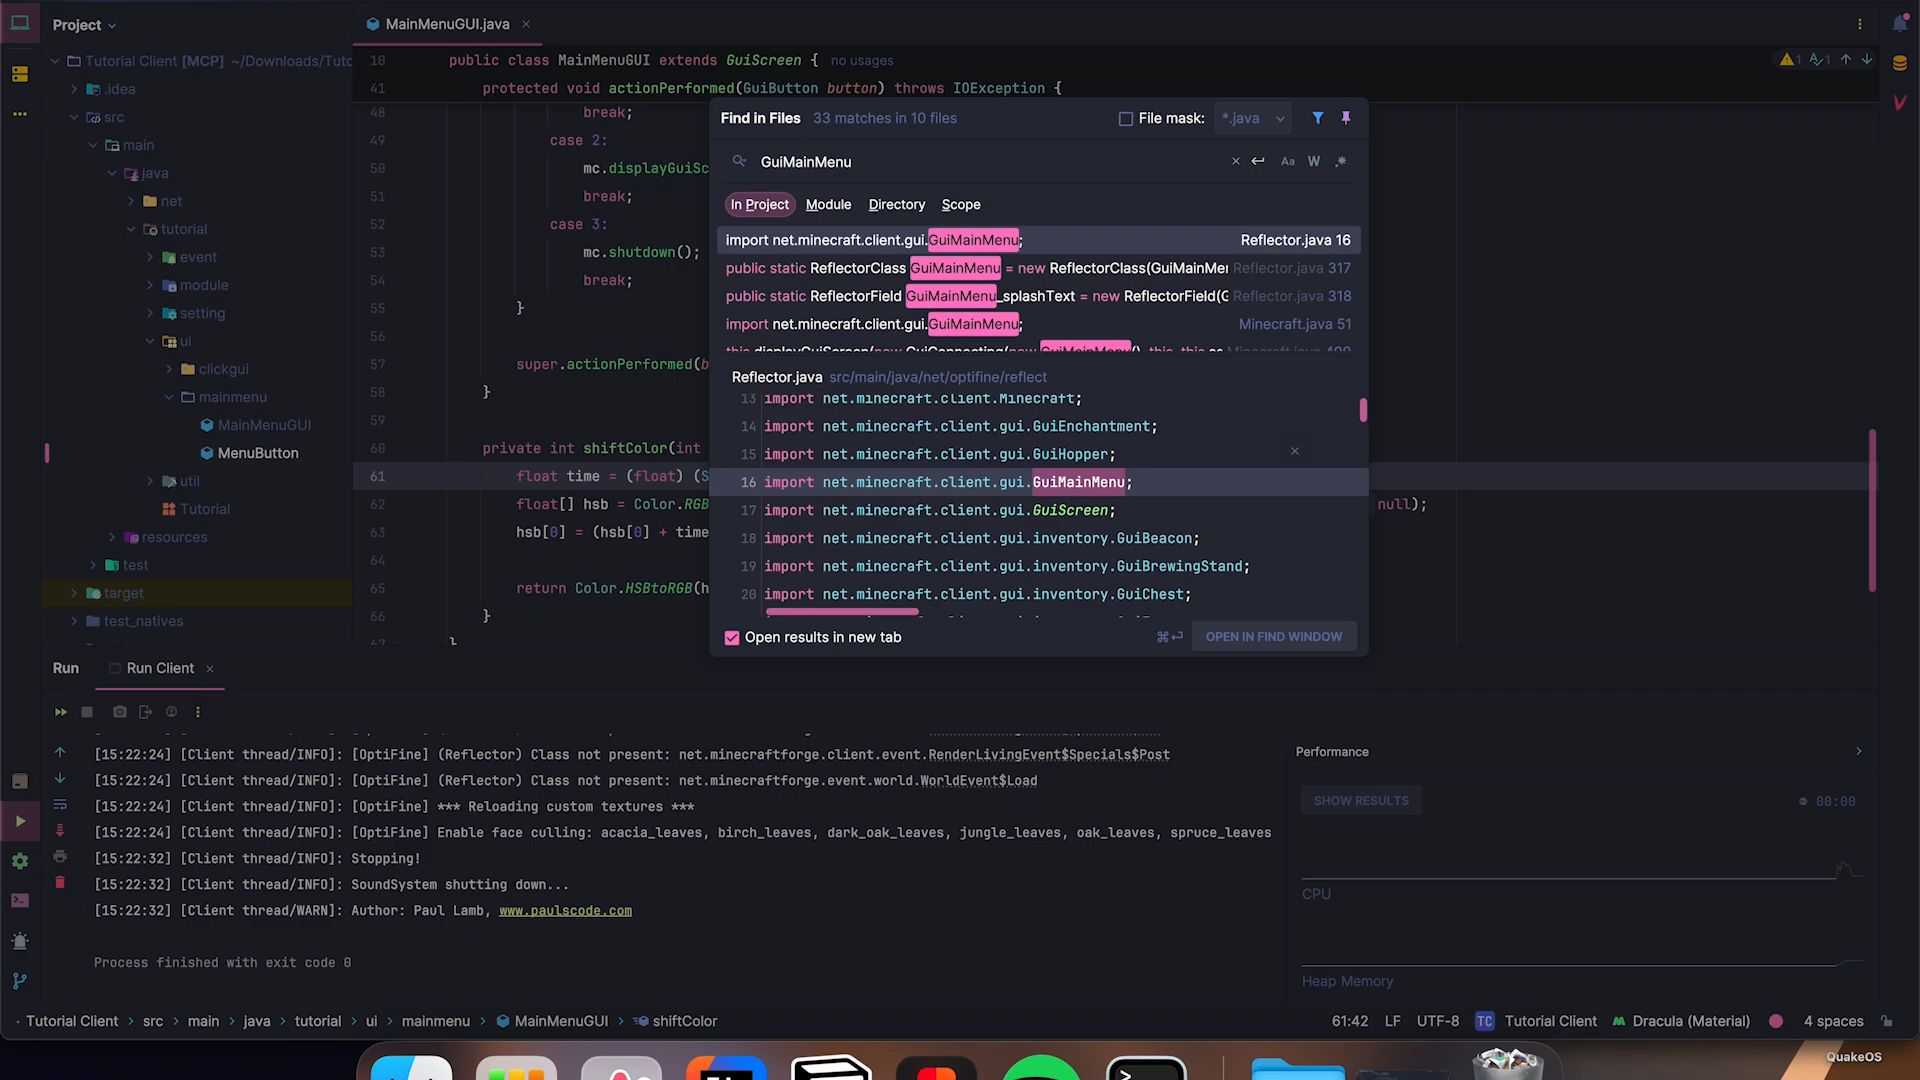 Project
MainMenuGUI.java
Tutorial Client [MCP] ~/Downloads/Tuto
.idea
src
main
java
net
tutorial
event
module
setting
ui
clickgui
mainmenu
MainMenuGUI
MenuButton
util
Tutorial
resources
test
target
test_natives
10 public class MainMenuGUI extends GuiScreen { no usages
41 protected void actionPerformed(GuiButton button) throws IOException {
1 1
48 break;
49 case 2:
50 mc.displayGuiSc
51 break;
52 case 3:
53 mc.shutdown();
54 break;
55 }
56
57 super.actionPerformed(b
58 }
59
60 private int shiftColor(int
61 float time = (float) (S
62 float[] hsb = Color.RGB null);
63 hsb[0] = (hsb[0] + time
64
65 return Color.HSBtoRGB(h
66 }
67 }
Find in Files 33 matches in 10 files
File mask: *.java
GuiMainMenu
Aa W .*
In Project Module Directory Scope
import net.minecraft.client.gui.GuiMainMenu; Reflector.java 16
public static ReflectorClass GuiMainMenu = new ReflectorClass(GuiMainMer Reflector.java 317
public static ReflectorField GuiMainMenu_splashText = new ReflectorField(G Reflector.java 318
import net.minecraft.client.gui.GuiMainMenu; Minecraft.java 51
this.displayGuiScreen(new GuiConnecting(new GuiMainMenu(), this, this.se Minecraft.java 499
Reflector.java src/main/java/net/optifine/reflect
13 import net.minecraft.client.Minecraft;
14 import net.minecraft.client.gui.GuiEnchantment;
15 import net.minecraft.client.gui.GuiHopper;
16 import net.minecraft.client.gui.GuiMainMenu;
17 import net.minecraft.client.gui.GuiScreen;
18 import net.minecraft.client.gui.inventory.GuiBeacon;
19 import net.minecraft.client.gui.inventory.GuiBrewingStand;
20 import net.minecraft.client.gui.inventory.GuiChest;
Open results in new tab ⌘↵ OPEN IN FIND WINDOW
Run Run Client
[15:22:24] [Client thread/INFO]: [OptiFine] (Reflector) Class not present: net.minecraftforge.client.event.RenderLivingEvent$Specials$Post
[15:22:24] [Client thread/INFO]: [OptiFine] (Reflector) Class not present: net.minecraftforge.event.world.WorldEvent$Load
[15:22:24] [Client thread/INFO]: [OptiFine] *** Reloading custom textures ***
[15:22:24] [Client thread/INFO]: [OptiFine] Enable face culling: acacia_leaves, birch_leaves, dark_oak_leaves, jungle_leaves, oak_leaves, spruce_leaves
[15:22:32] [Client thread/INFO]: Stopping!
[15:22:32] [Client thread/INFO]: SoundSystem shutting down...
[15:22:32] [Client thread/WARN]: Author: Paul Lamb, www.paulscode.com
Process finished with exit code 0
Performance
SHOW RESULTS 00:00
CPU
Heap Memory
Tutorial Client > src > main > java > tutorial > ui > mainmenu > MainMenuGUI > shiftColor
61:42 LF UTF-8 TC Tutorial Client Dracula (Material) 4 spaces
QuakeOS